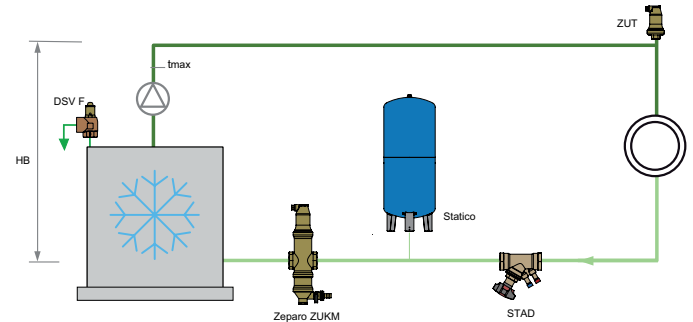 ZUT
tmax
DSV F
HB
Statico
Zeparo ZUKM
STAD